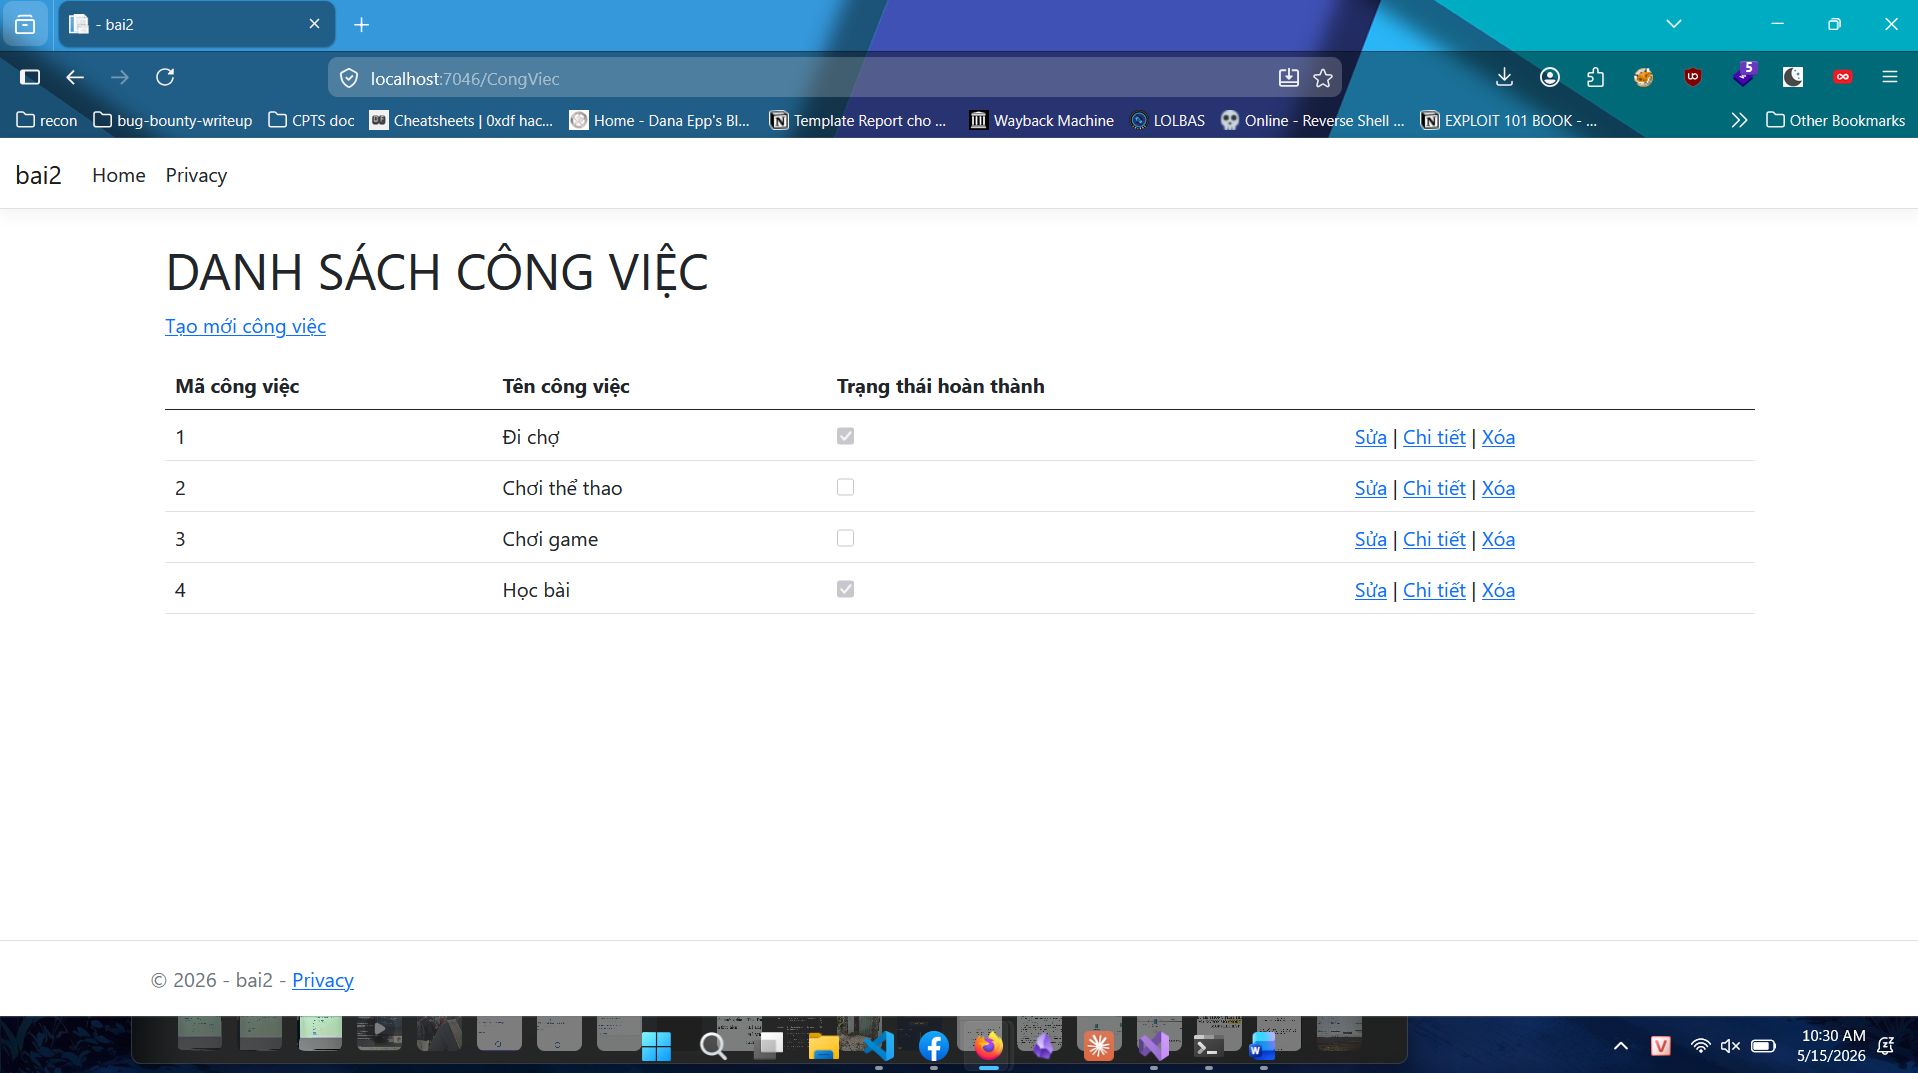 - bai2
localhost:7046/CongViec
recon
bug-bounty-writeup
CPTS doc
Cheatsheets | 0xdf hac...
Home - Dana Epp's Bl...
Template Report cho ...
Wayback Machine
LOLBAS
Online - Reverse Shell ...
EXPLOIT 101 BOOK - ...
Other Bookmarks
5
bai2 Home Privacy
DANH SÁCH CÔNG VIỆC
Tạo mới công việc
Mã công việc Tên công việc Trạng thái hoàn thành
1 Đi chợ Sửa | Chi tiết | Xóa
2 Chơi thể thao Sửa | Chi tiết | Xóa
3 Chơi game Sửa | Chi tiết | Xóa
4 Học bài Sửa | Chi tiết | Xóa
© 2026 - bai2 - Privacy
10:30 AM
5/15/2026